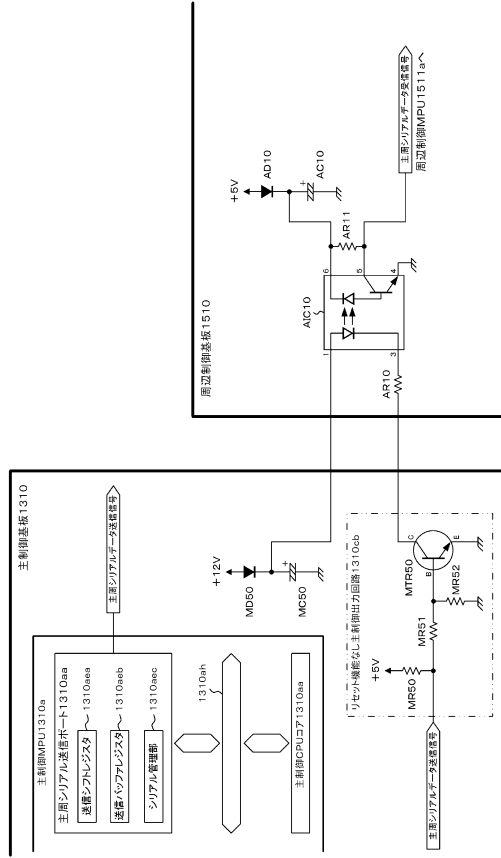 主制御基板1310
主制御MPU1310a
主周シリアル送信ポート1310aa
送信シフトレジスタ
1310aea
送信バッファレジスタ
1310aeb
シリアル管理部
1310aec
主周シリアルデータ送信信号
1310ah
主制御CPUコア1310aa
+12V
MD50
MC50
+
リセット機能なし主制御出力回路1310cb
+5V
MR50
MR51
MR52
MTR50
B
C
E
主周シリアルデータ送信信号
周辺制御基板1510
+5V
AD10
AC10
+
AR11
AIC10
1
3
4
5
6
AR10
主周シリアルデータ受信信号
周辺制御MPU1511aへ